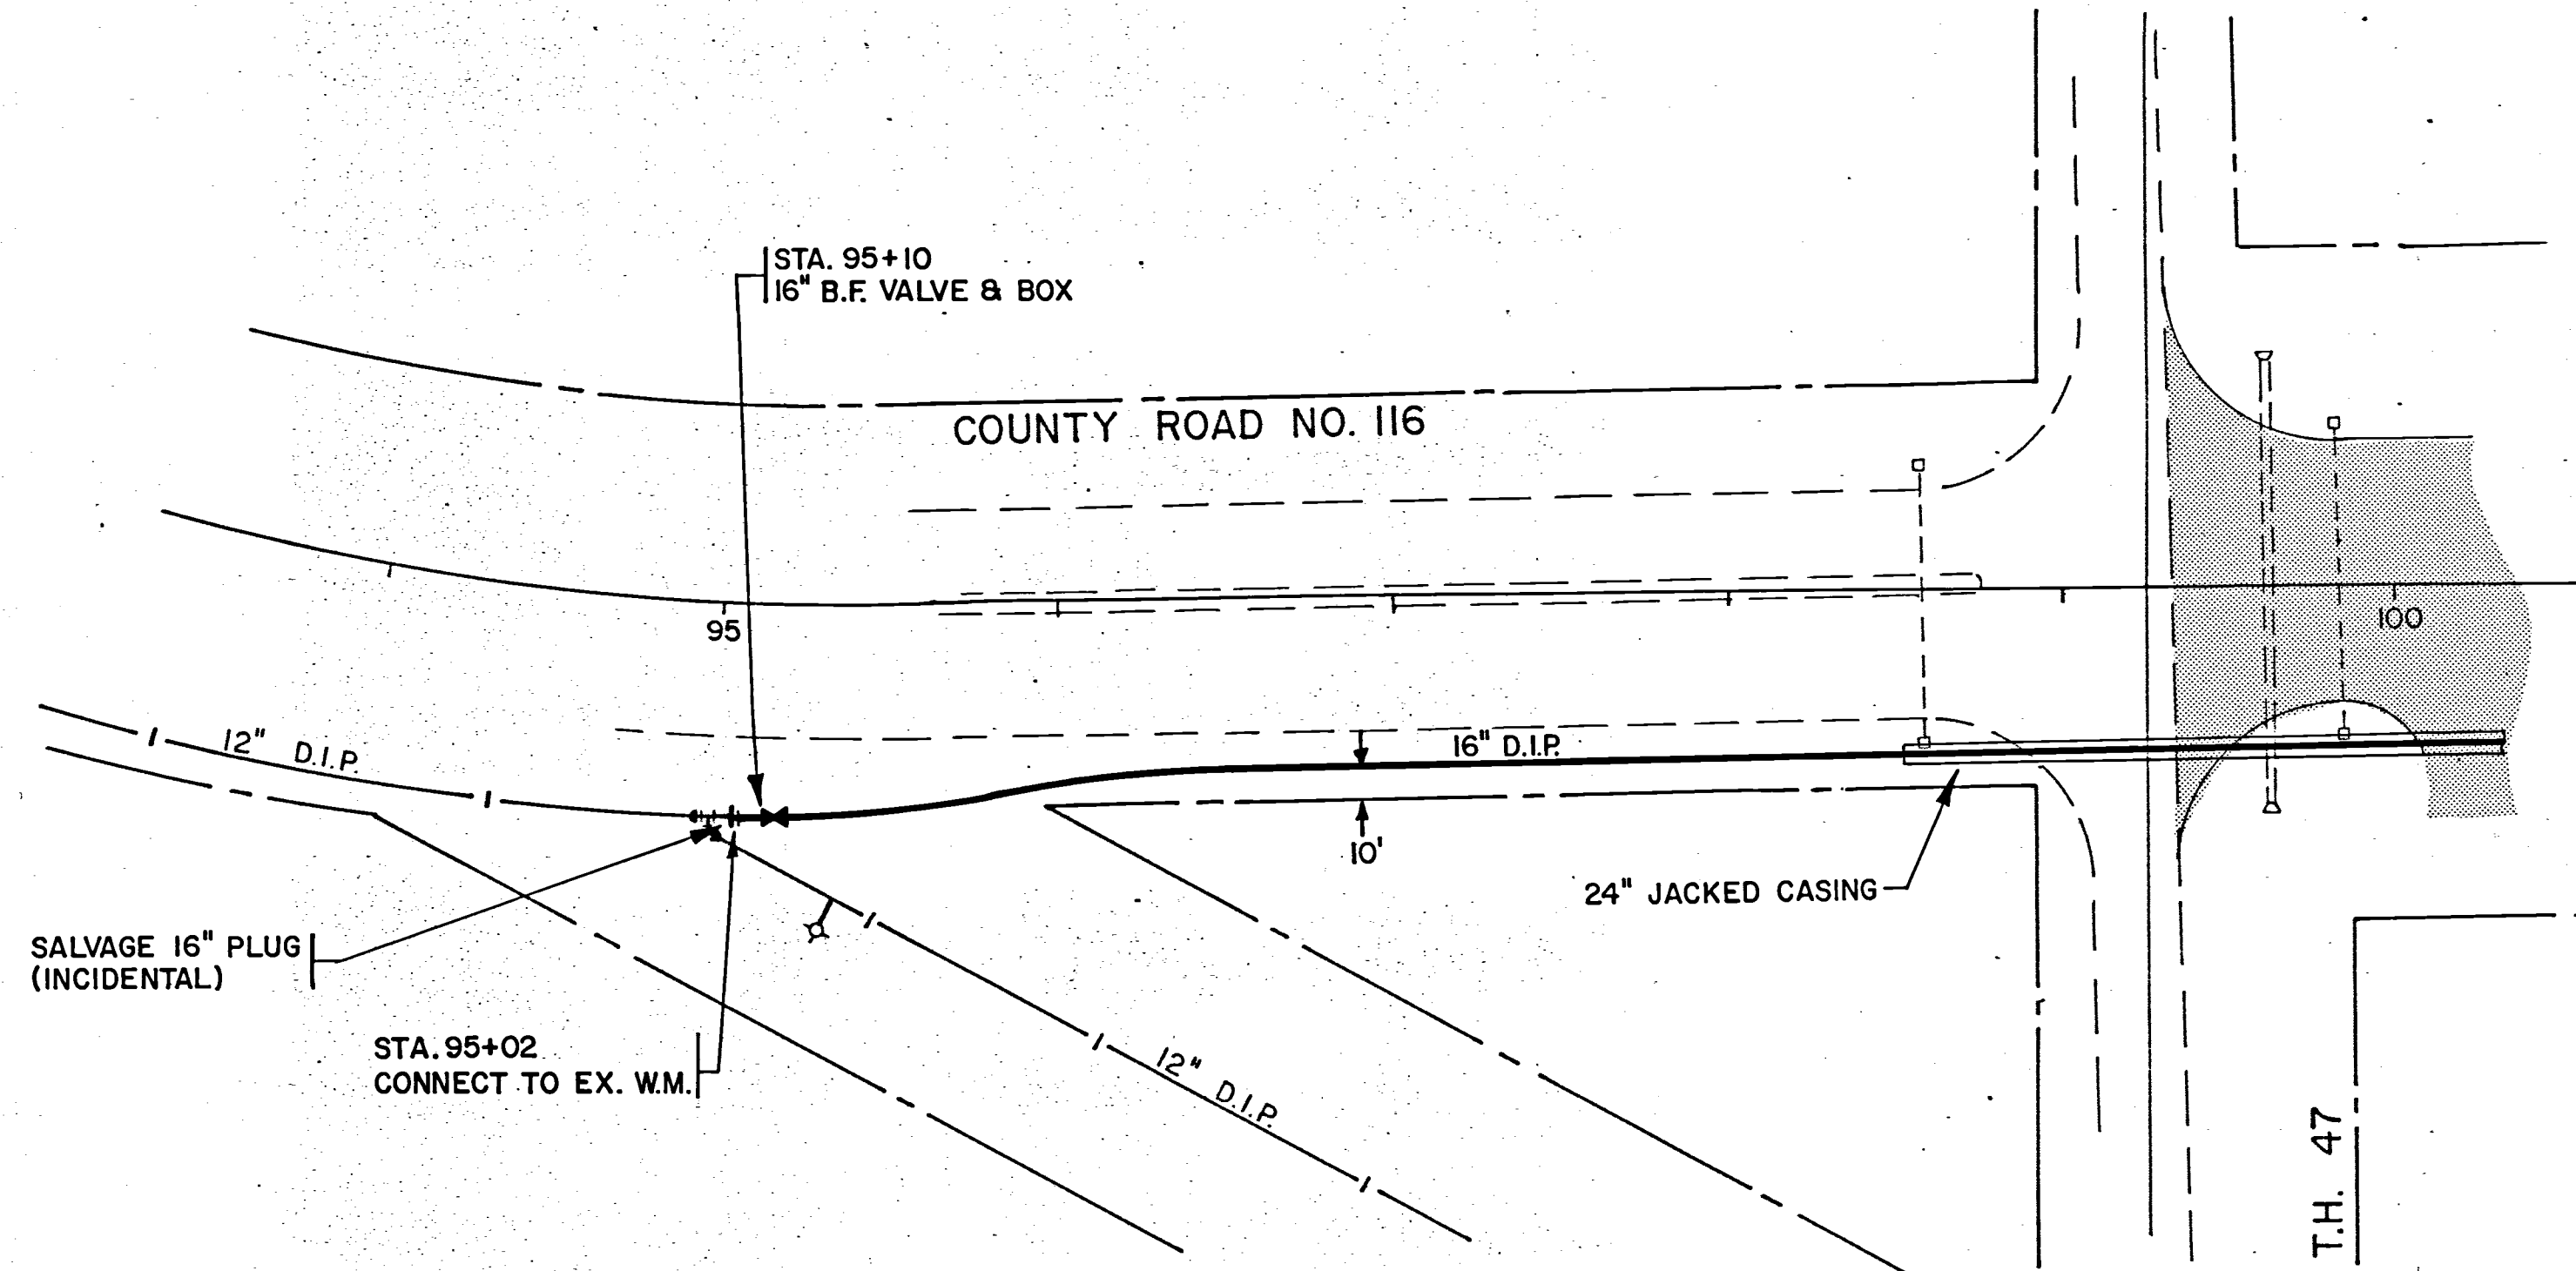 STA. 95+10
16" B.F. VALVE & BOX
COUNTY ROAD NO. 116
95
100
12" D.I.P.
16" D.I.P.
10'
24" JACKED CASING
SALVAGE 16" PLUG
(INCIDENTAL)
STA. 95+02
CONNECT TO EX. W.M.
12" D.I.P.
T.H. 47